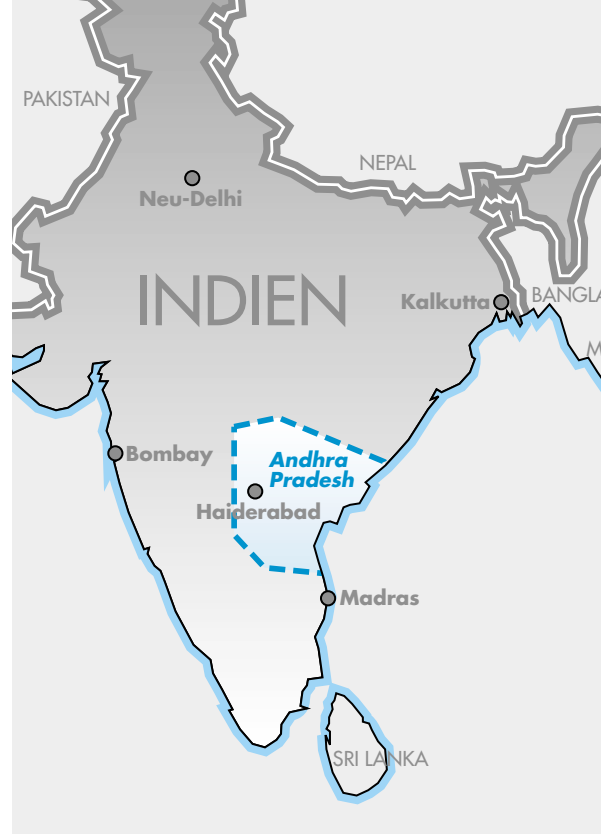 PAKISTAN
NEPAL
Neu-Delhi
INDIEN
Kalkutta
BANGLA
M
Bombay
Andhra
Pradesh
Haiderabad
Madras
SRI LANKA